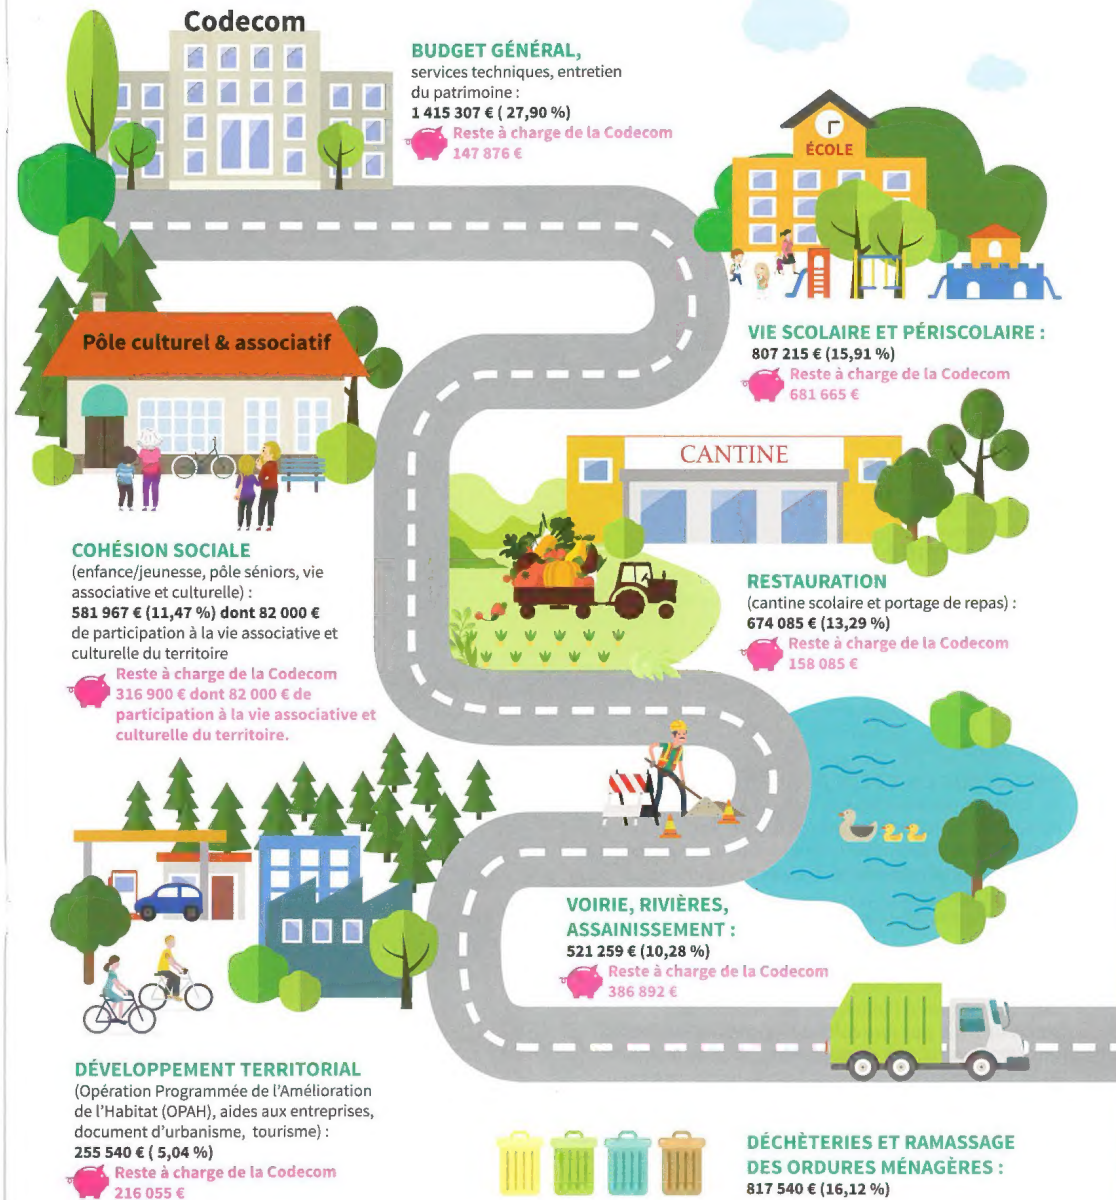 Codecom
BUDGET GÉNÉRAL,
services techniques, entretien
du patrimoine :
1 415 307 € ( 27,90 %)
Reste à charge de la Codecom
147 876 €
ÉCOLE
VIE SCOLAIRE ET PÉRISCOLAIRE :
807 215 € (15,91 %)
Reste à charge de la Codecom
681 665 €
Pôle culturel & associatif
COHÉSION SOCIALE
(enfance/jeunesse, pôle séniors, vie
associative et culturelle) :
581 967 € (11,47 %) dont 82 000 €
de participation à la vie associative et
culturelle du territoire
Reste à charge de la Codecom
316 900 € dont 82 000 € de
participation à la vie associative et
culturelle du territoire.
CANTINE
RESTAURATION
(cantine scolaire et portage de repas) :
674 085 € (13,29 %)
Reste à charge de la Codecom
158 085 €
VOIRIE, RIVIÈRES,
ASSAINISSEMENT :
521 259 € (10,28 %)
Reste à charge de la Codecom
386 892 €
DÉVELOPPEMENT TERRITORIAL
(Opération Programmée de l'Amélioration
de l'Habitat (OPAH), aides aux entreprises,
document d'urbanisme, tourisme) :
255 540 € ( 5,04 %)
Reste à charge de la Codecom
216 055 €
DÉCHÈTERIES ET RAMASSAGE
DES ORDURES MÉNAGÈRES :
817 540 € (16,12 %)